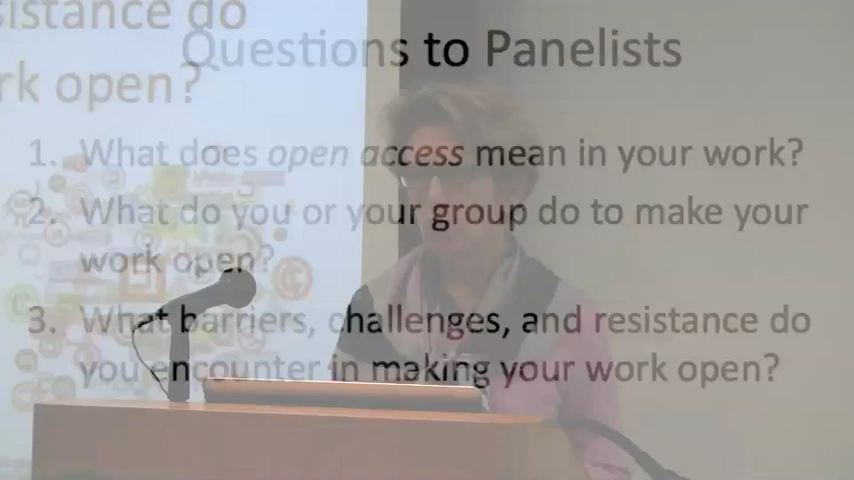 sistance do
rk open?
Questions to Panelists
1. What does open access mean in your work?
2. What do you or your group do to make your
work open?
3. What barriers, challenges, and resistance do
you encounter in making your work open?